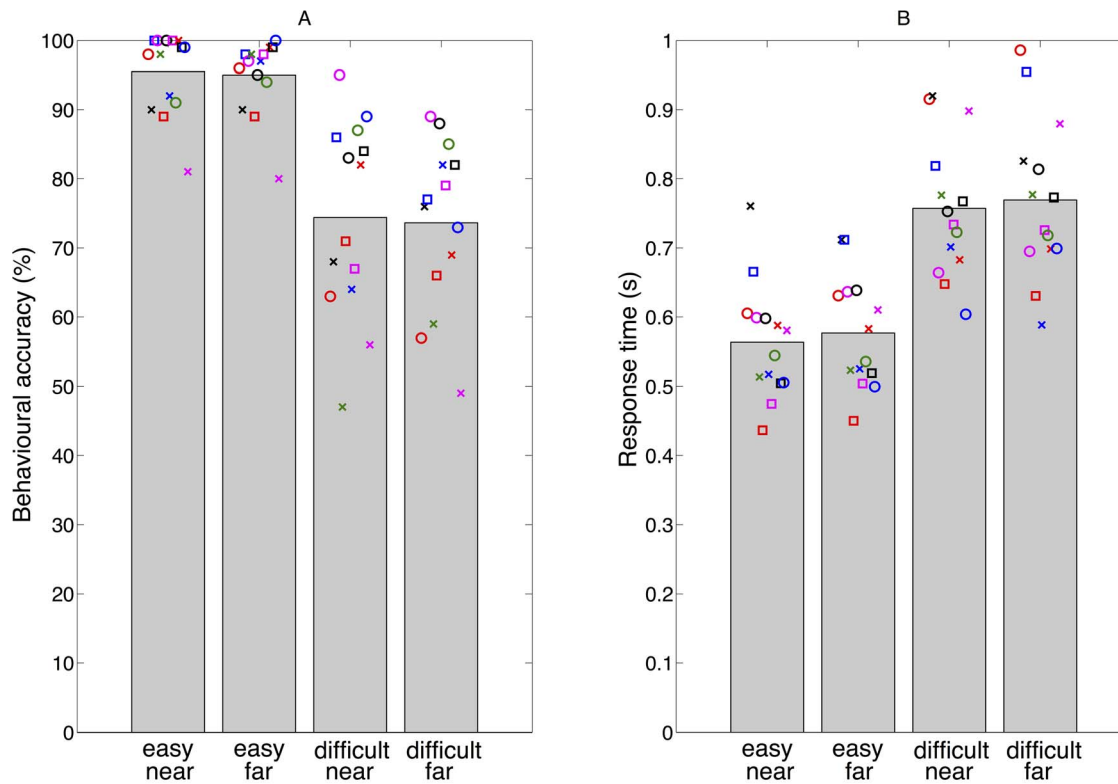 A
Behavioural accuracy (%)
100
90
80
70
60
50
40
30
20
10
0
easy
near
easy
far
difficult
near
difficult
far
B
Response time (s)
1
0.9
0.8
0.7
0.6
0.5
0.4
0.3
0.2
0.1
0
easy
near
easy
far
difficult
near
difficult
far